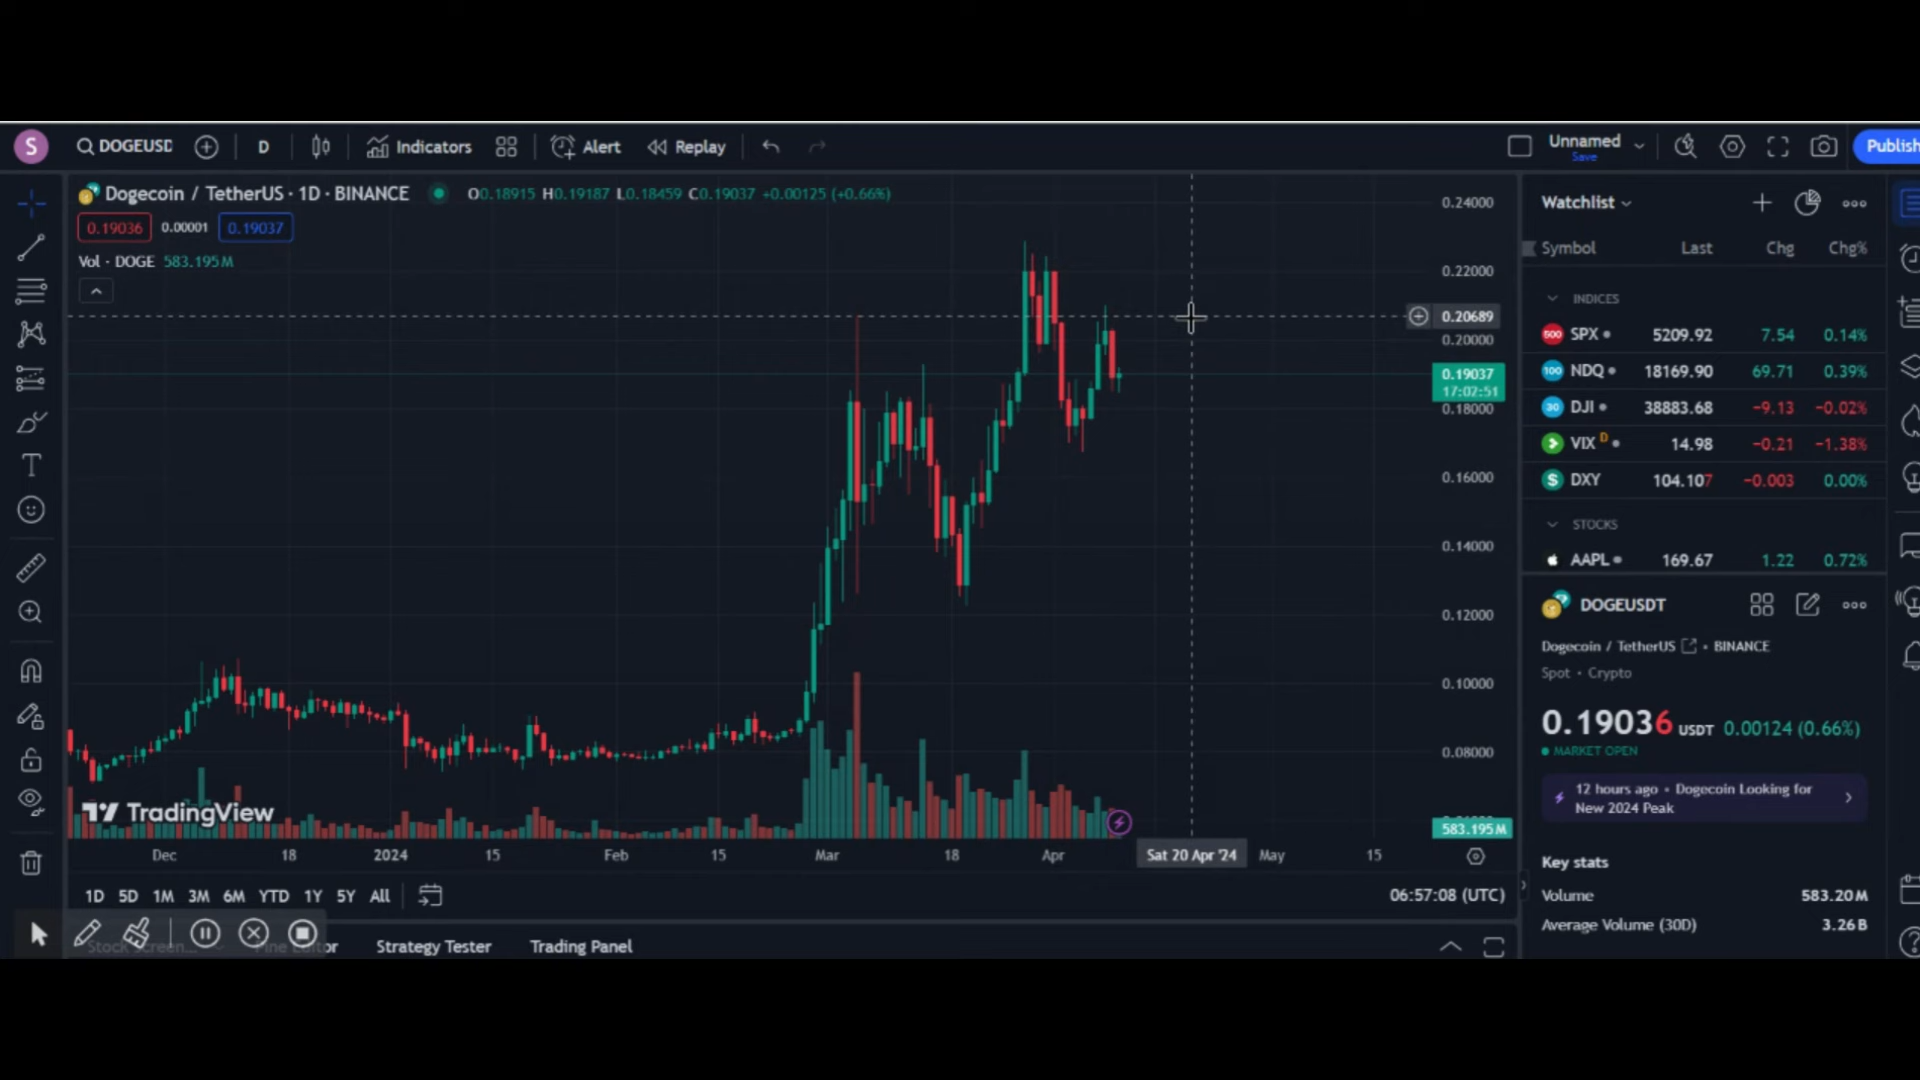 S
DOGEUSD
D
Indicators
Alert
Replay
Unnamed
Save
Publish
Dogecoin / TetherUS · 1D · BINANCE
O0.18915 H0.19187 L0.18459 C0.19037 +0.00125 (+0.66%)
0.19036 0.00001 0.19037
Vol · DOGE 583.195M
0.24000
0.22000
0.20689
0.20000
0.19037
17:02:51
0.18000
0.16000
0.14000
0.12000
0.10000
0.08000
583.195M
TradingView
Dec 18 2024 15 Feb 15 Mar 18 Apr Sat 20 Apr '24 May 15
1D 5D 1M 3M 6M YTD 1Y 5Y All
06:57:08 (UTC)
Strategy Tester
Trading Panel
Watchlist
Symbol Last Chg Chg%
INDICES
500 SPX 5209.92 7.54 0.14%
100 NDQ 18169.90 69.71 0.39%
30 DJI 38883.68 −9.13 −0.02%
VIX D 14.98 −0.21 −1.38%
S DXY 104.107 −0.003 0.00%
STOCKS
AAPL 169.67 1.22 0.72%
DOGEUSDT
Dogecoin / TetherUS • BINANCE
Spot • Crypto
0.19036 USDT 0.00124 (0.66%)
MARKET OPEN
12 hours ago • Dogecoin Looking for
New 2024 Peak
Key stats
Volume 583.20M
Average Volume (30D) 3.26B